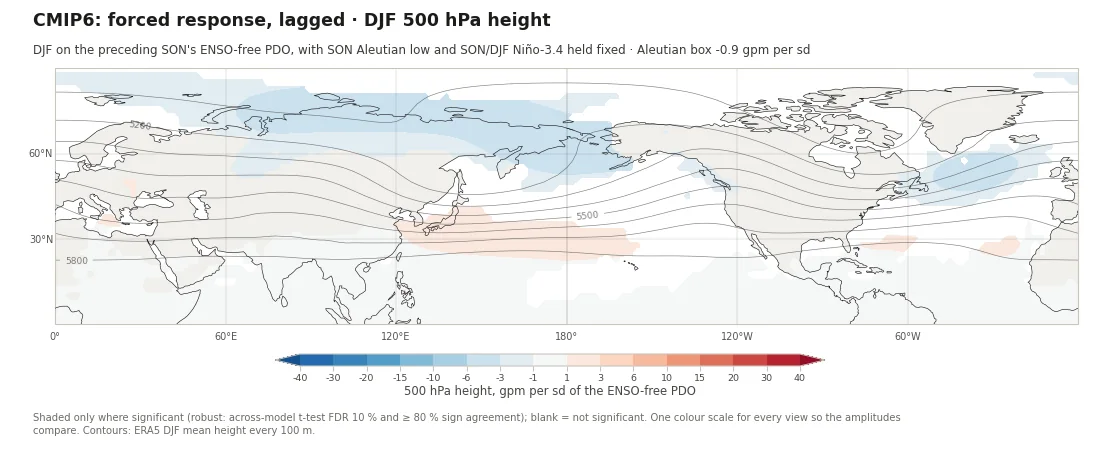 CMIP6: forced response, lagged · DJF 500 hPa height
DJF on the preceding SON's ENSO-free PDO, with SON Aleutian low and SON/DJF Niño-3.4 held fixed · Aleutian box -0.9 gpm per sd
5260
60°N
5500
30°N
5800
0° 60°E 120°E 180° 120°W 60°W
-40 -30 -20 -15 -10 -6 -3 -1 1 3 6 10 15 20 30 40
500 hPa height, gpm per sd of the ENSO-free PDO
Shaded only where significant (robust: across-model t-test FDR 10 % and ≥ 80 % sign agreement); blank = not significant. One colour scale for every view so the amplitudes
compare. Contours: ERA5 DJF mean height every 100 m.